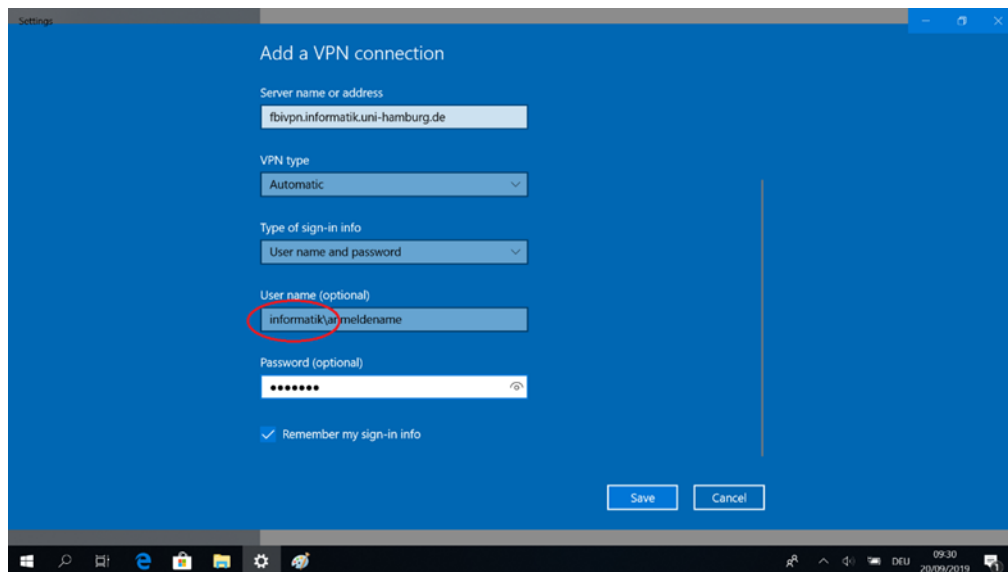 Settings
Add a VPN connection
Server name or address
fbivpn.informatik.uni-hamburg.de
VPN type
Automatic
Type of sign-in info
User name and password
User name (optional)
informatik\anmeldename
Password (optional)
•••••••
Remember my sign-in info
Save
Cancel
DEU
09:30
20/09/2019